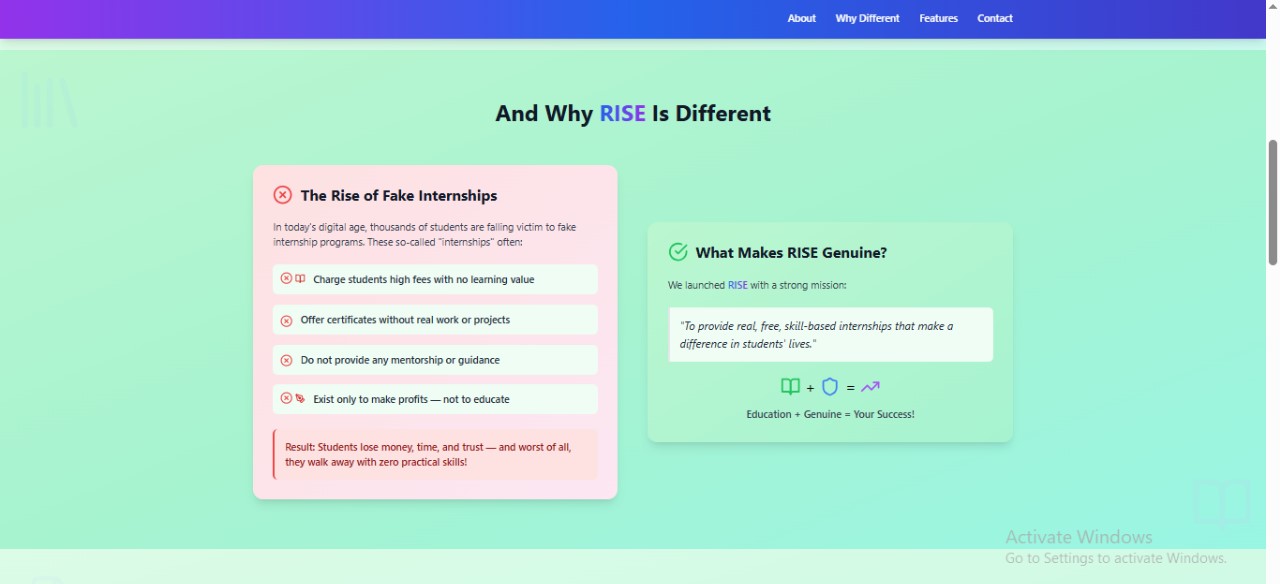 About Why Different Features Contact
And Why RISE Is Different
The Rise of Fake Internships
In today's digital age, thousands of students are falling victim to fake
internship programs. These so-called "internships" often:
Charge students high fees with no learning value
Offer certificates without real work or projects
Do not provide any mentorship or guidance
Exist only to make profits — not to educate
Result: Students lose money, time, and trust — and worst of all,
they walk away with zero practical skills!
What Makes RISE Genuine?
We launched RISE with a strong mission:
"To provide real, free, skill-based internships that make a
difference in students' lives."
+ =
Education + Genuine = Your Success!
Activate Windows
Go to Settings to activate Windows.